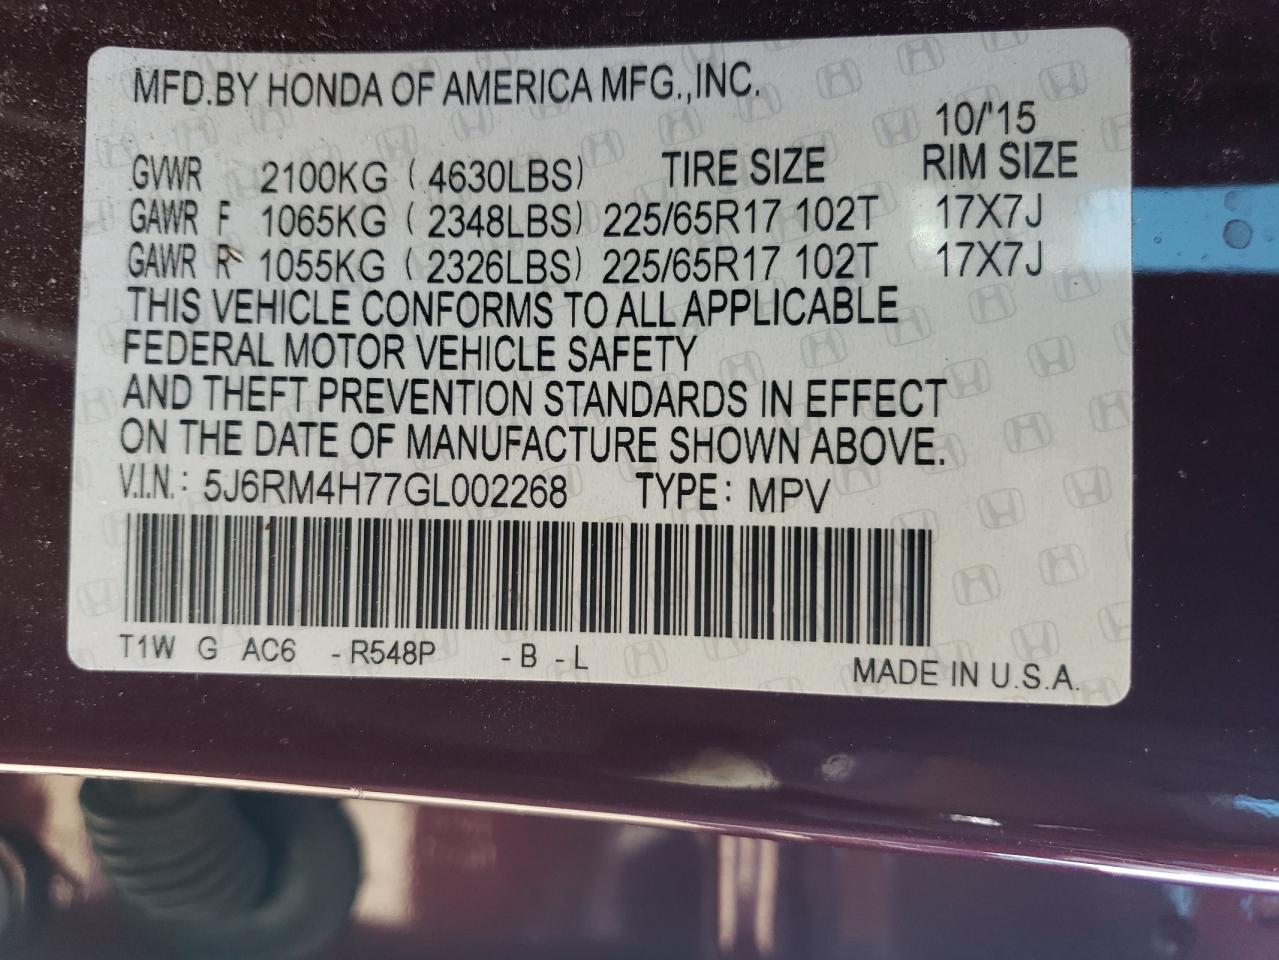 MFD.BY HONDA OF AMERICA MFG.,INC.
10/'15
GVWR 2100KG ( 4630LBS) TIRE SIZE RIM SIZE
GAWR F 1065KG ( 2348LBS) 225/65R17 102T 17X7J
GAWR R 1055KG ( 2326LBS) 225/65R17 102T 17X7J
THIS VEHICLE CONFORMS TO ALL APPLICABLE
FEDERAL MOTOR VEHICLE SAFETY
AND THEFT PREVENTION STANDARDS IN EFFECT
ON THE DATE OF MANUFACTURE SHOWN ABOVE.
V.I.N.: 5J6RM4H77GL002268 TYPE: MPV
T1W G AC6 -R548P -B -L
MADE IN U.S.A.